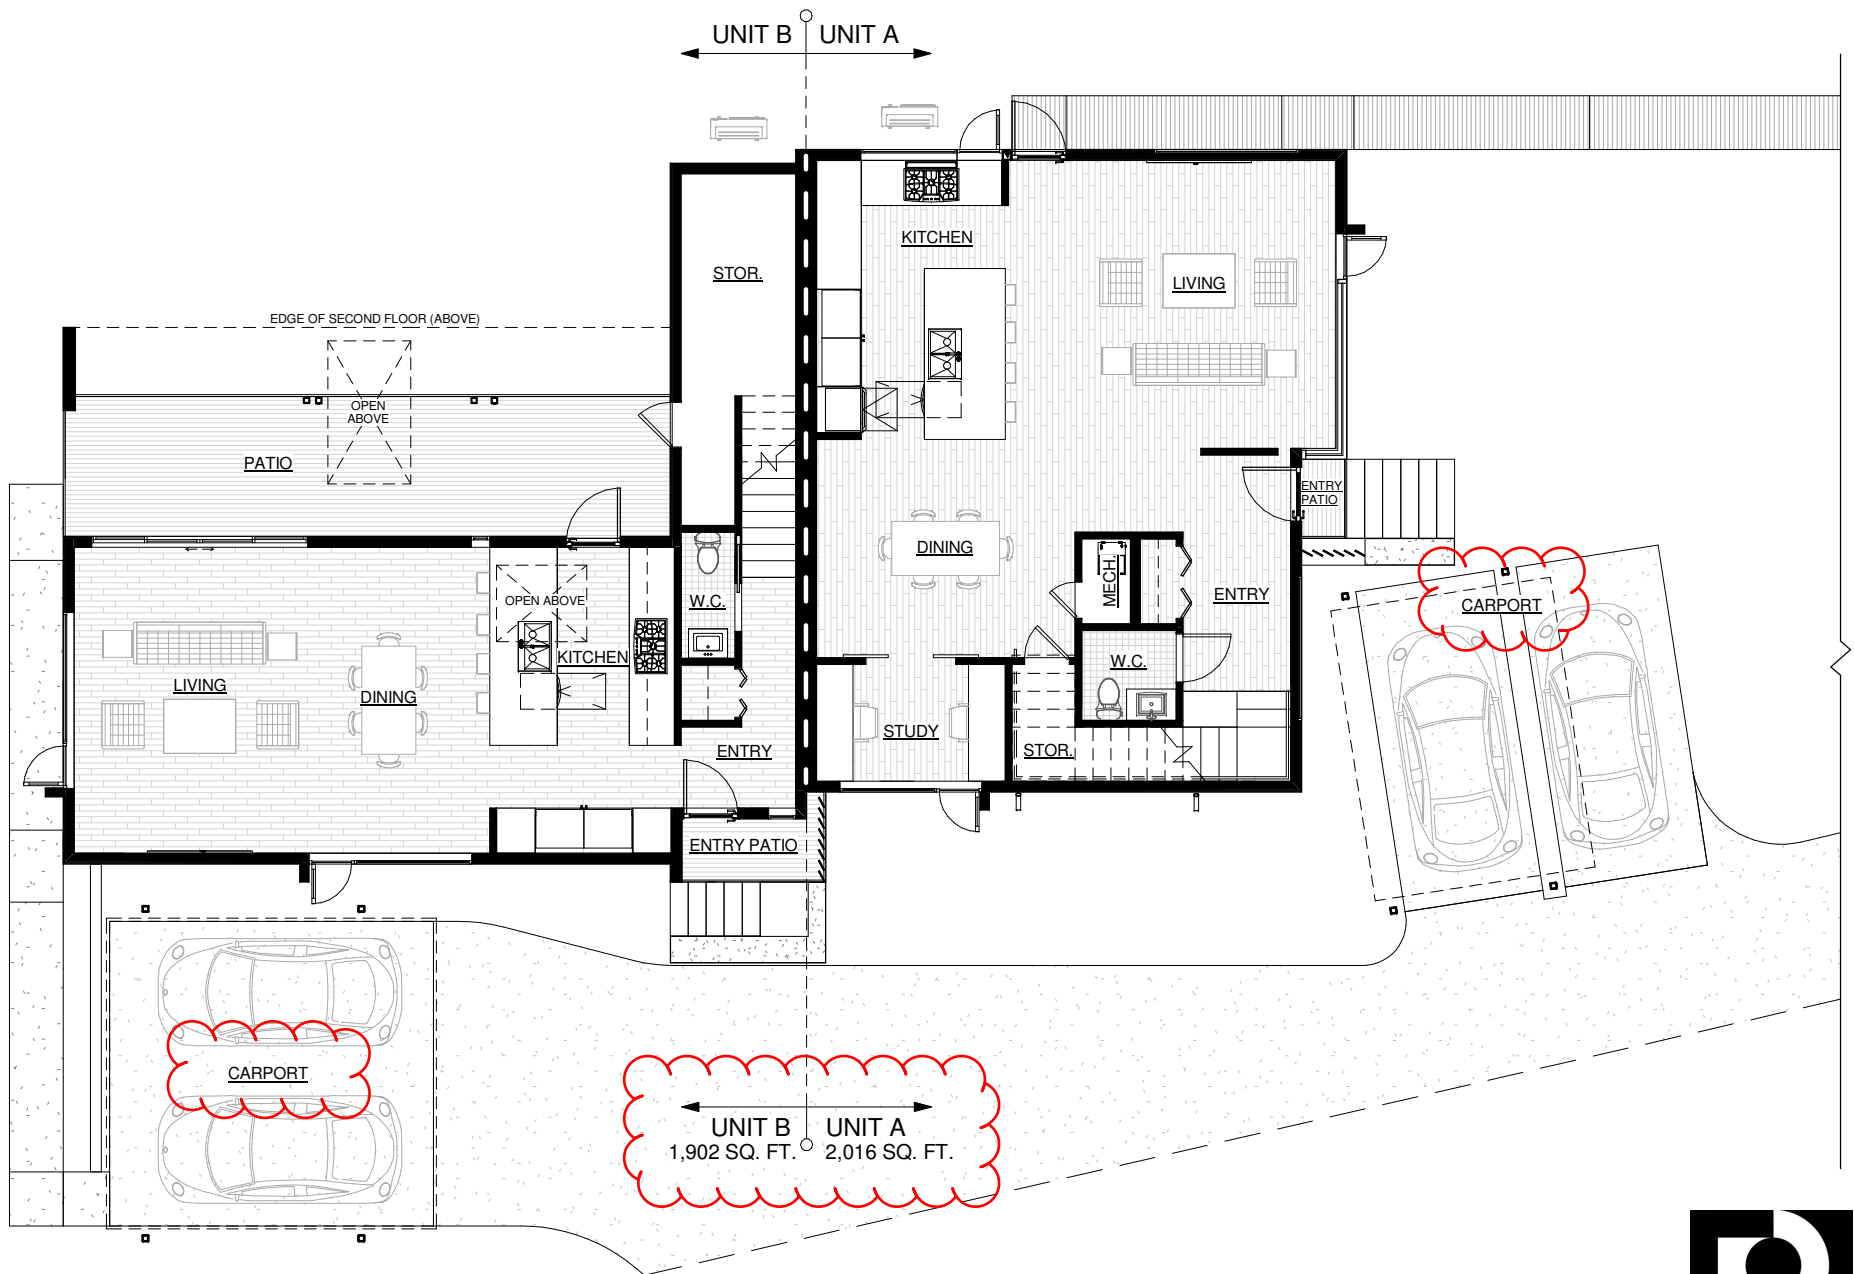 UNIT B UNIT A
STOR.
KITCHEN
LIVING
EDGE OF SECOND FLOOR (ABOVE)
OPEN
ABOVE
PATIO
ENTRY
PATIO
DINING
MECH.
ENTRY
CARPORT
OPEN ABOVE
W.C.
KITCHEN
LIVING
DINING
W.C.
STUDY
STOR.
ENTRY
ENTRY PATIO
CARPORT
UNIT B UNIT A
1,902 SQ. FT. 2,016 SQ. FT.